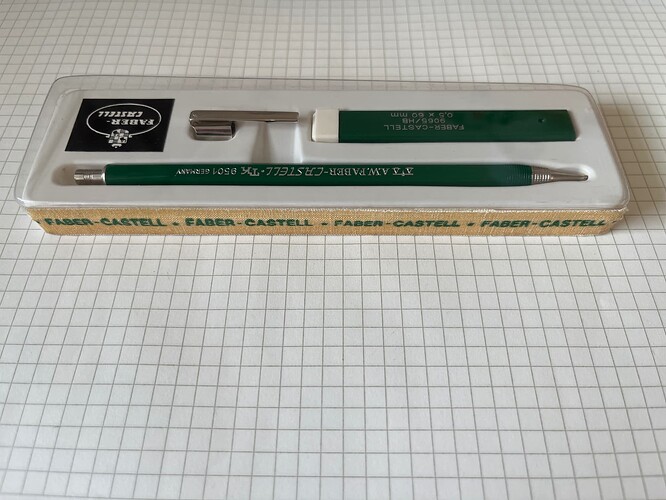 FABER-
CASTELL
FABER-CASTELL
9065/HB
0,5 x 60 mm
A.W.FABER-CASTELL TK 9501 GERMANY
FABER-CASTELL • FABER-CASTELL • FABER-CASTELL • FABER-CASTELL